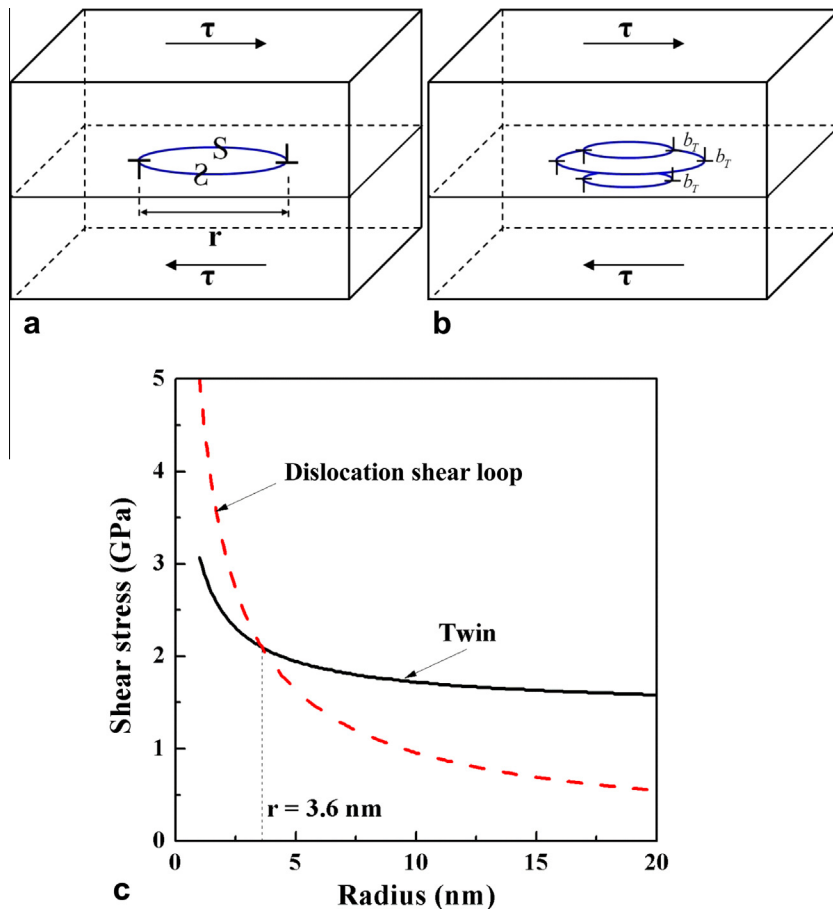 τ
S
S
r
τ
a
τ
b_T
b_T
b_T
τ
b
5
4
3
2
1
0
Shear stress (GPa)
Dislocation shear loop
Twin
r = 3.6 nm
0 5 10 15 20
Radius (nm)
c